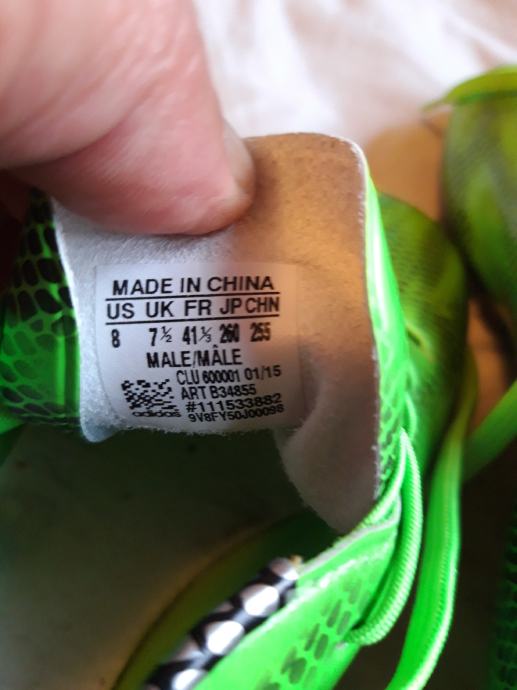 MADE IN CHINA
US UK FR JP CHN
8 7½ 41⅓ 260 255
MALE/MÂLE
CLU 600001 01/15
ART B34855
#111533882
adidas 9V8FY50J00098